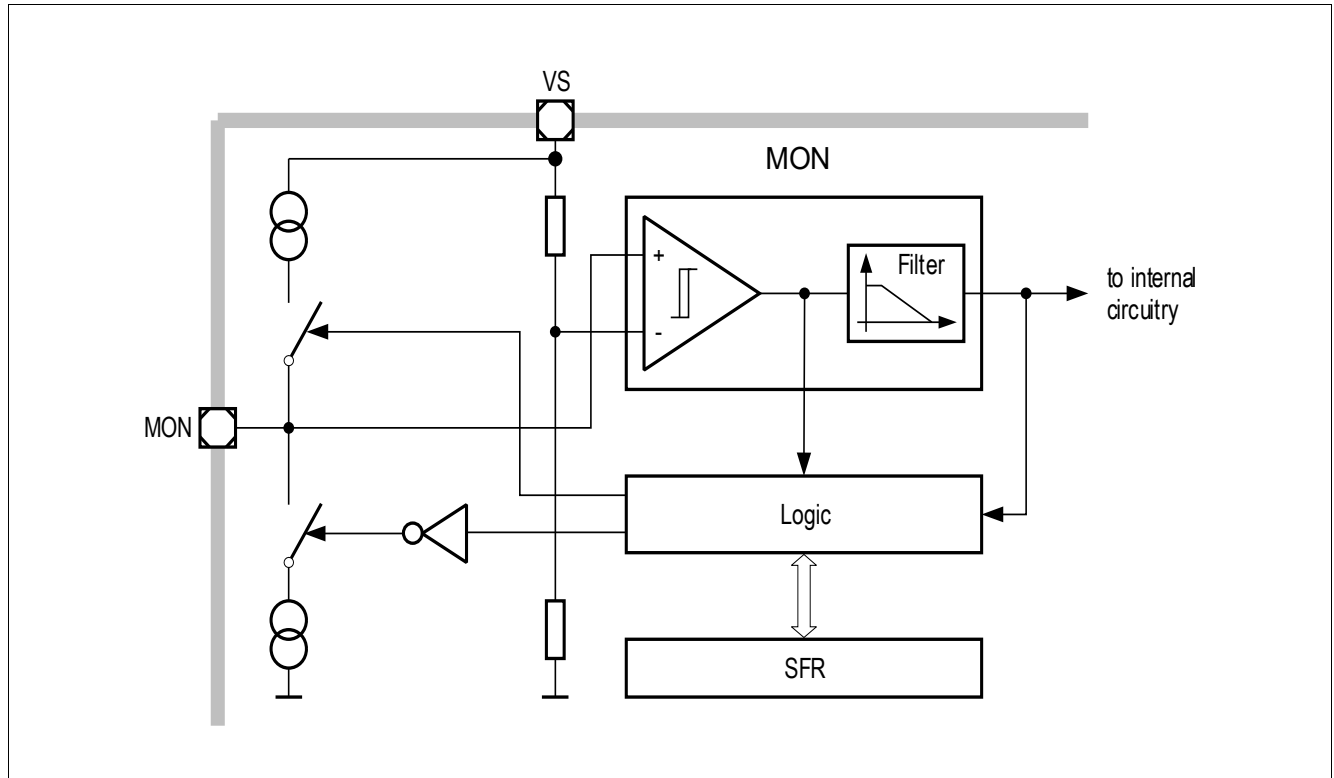 VS
MON
+
-
Filter
to internal
circuitry
MON
Logic
SFR